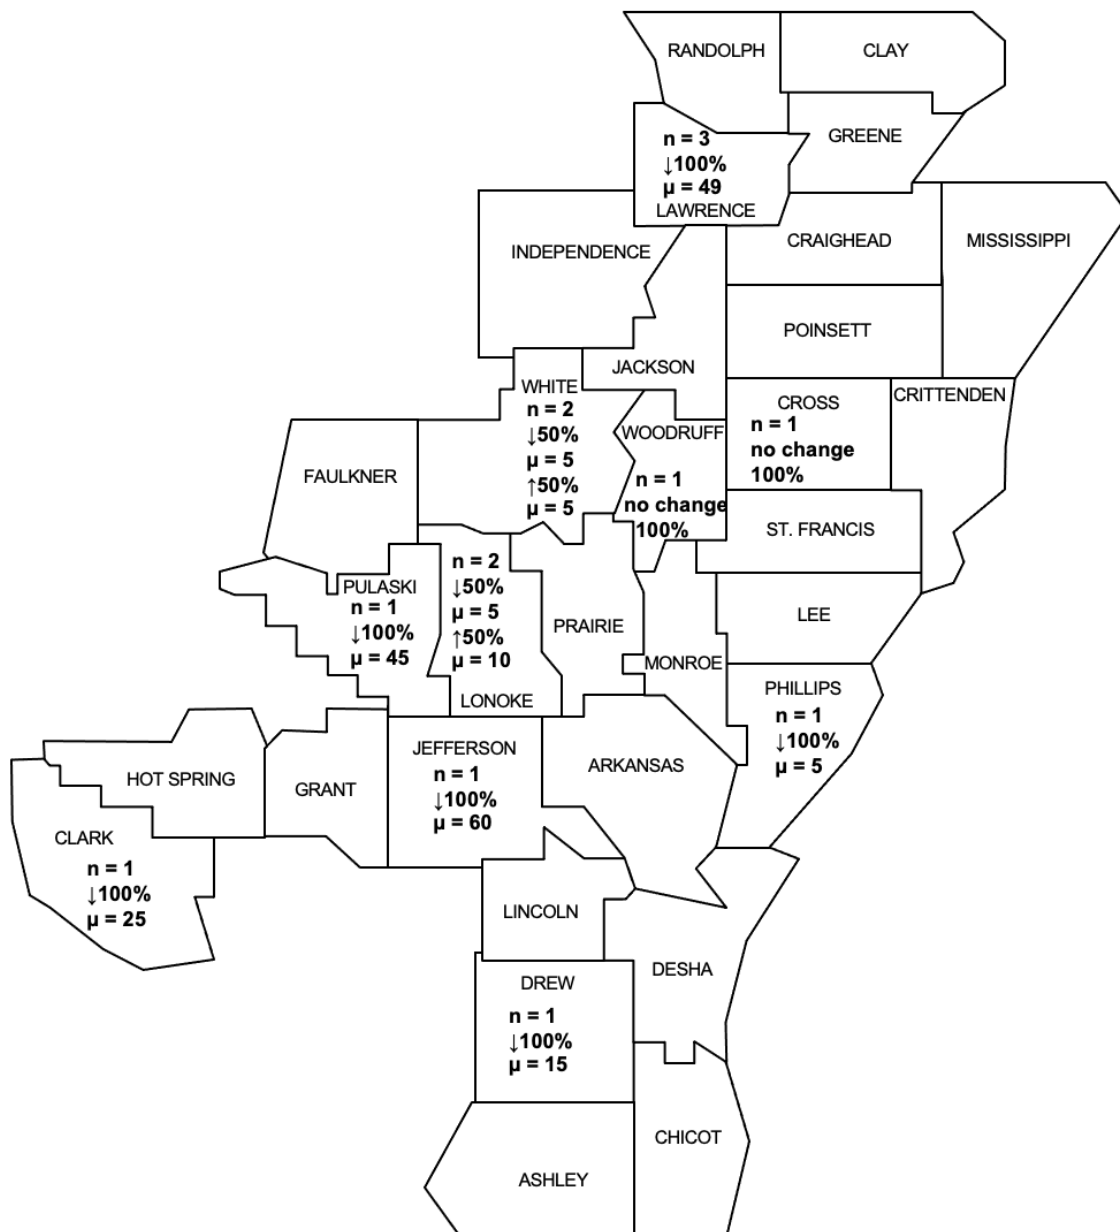 RANDOLPH
CLAY
GREENE
n = 3
↓100%
μ = 49
LAWRENCE
CRAIGHEAD
MISSISSIPPI
INDEPENDENCE
POINSETT
JACKSON
WHITE
n = 2
↓50%
μ = 5
↑50%
μ = 5
CRITTENDEN
CROSS
n = 1
no change
100%
WOODRUFF
n = 1
no change
100%
FAULKNER
ST. FRANCIS
PULASKI
n = 1
↓100%
μ = 45
n = 2
↓50%
μ = 5
↑50%
μ = 10
LONOKE
PRAIRIE
LEE
MONROE
PHILLIPS
n = 1
↓100%
μ = 5
JEFFERSON
n = 1
↓100%
μ = 60
ARKANSAS
HOT SPRING
GRANT
CLARK
n = 1
↓100%
μ = 25
LINCOLN
DESHA
DREW
n = 1
↓100%
μ = 15
CHICOT
ASHLEY